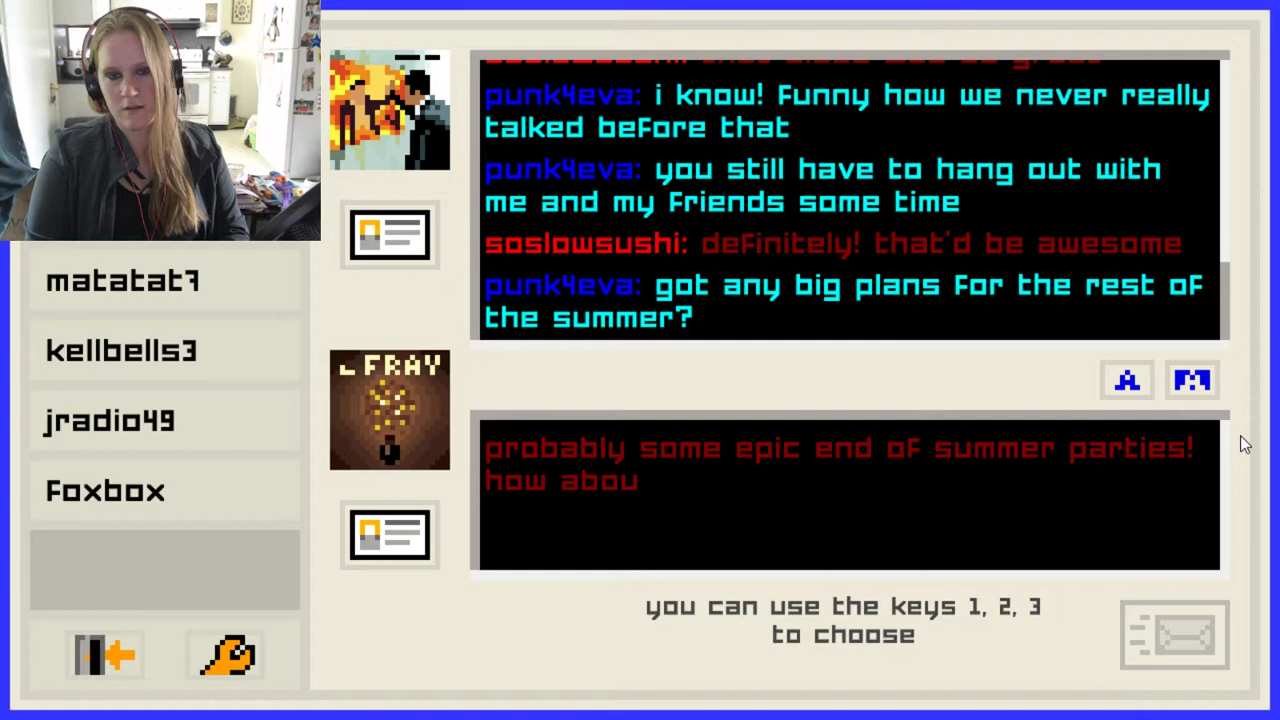 punk4eva: i know! Funny how we never really
talked before that
punk4eva: you still have to hang out with
me and my Friends some time
soslowsushi: definitely! that'd be awesome
punk4eva: got any big plans For the rest of
the summer?
matatat7
kellbells3
jradio49
Foxbox
FRAY
A
probably some epic end of summer parties!
how abou
you can use the keys 1, 2, 3
to choose